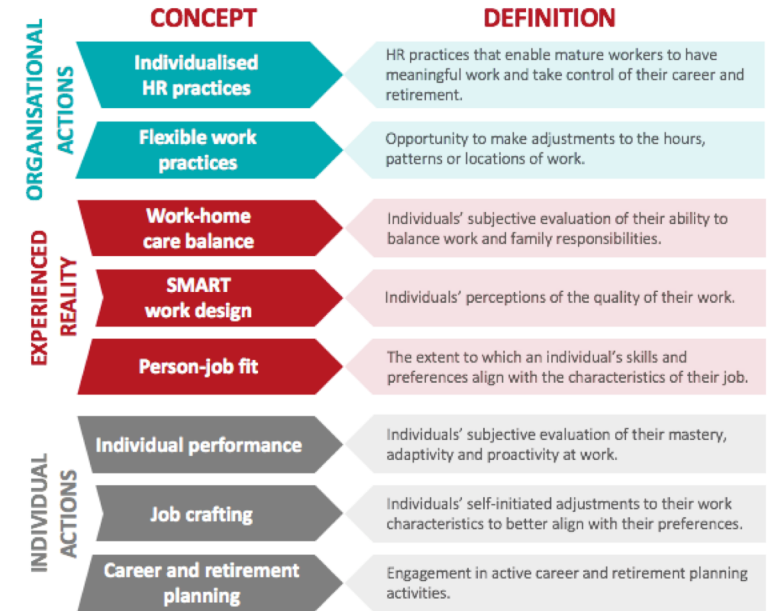 CONCEPT
DEFINITION
ORGANISATIONAL
ACTIONS
Individualised
HR practices
HR practices that enable mature workers to have
meaningful work and take control of their career and
retirement.
Flexible work
practices
Opportunity to make adjustments to the hours,
patterns or locations of work.
EXPERIENCED
REALITY
Work-home
care balance
Individuals' subjective evaluation of their ability to
balance work and family responsibilities.
SMART
work design
Individuals' perceptions of the quality of their work.
Person-job fit
The extent to which an individual's skills and
preferences align with the characteristics of their job.
INDIVIDUAL
ACTIONS
Individual performance
Individuals' subjective evaluation of their mastery,
adaptivity and proactivity at work.
Job crafting
Individuals' self-initiated adjustments to their work
characteristics to better align with their preferences.
Career and retirement
planning
Engagement in active career and retirement planning
activities.